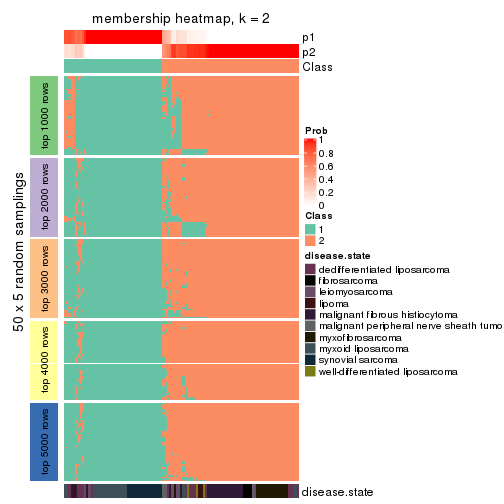 membership heatmap, k = 2
p1
p2
Class
50 x 5 random samplings
top 1000 rows
top 2000 rows
top 3000 rows
top 4000 rows
top 5000 rows
disease.state
Prob
1
0.8
0.6
0.4
0.2
0
Class
1
2
disease.state
dedifferentiated liposarcoma
fibrosarcoma
leiomyosarcoma
lipoma
malignant fibrous histiocytoma
malignant peripheral nerve sheath tumo
myxofibrosarcoma
myxoid liposarcoma
synovial sarcoma
well-differentiated liposarcoma